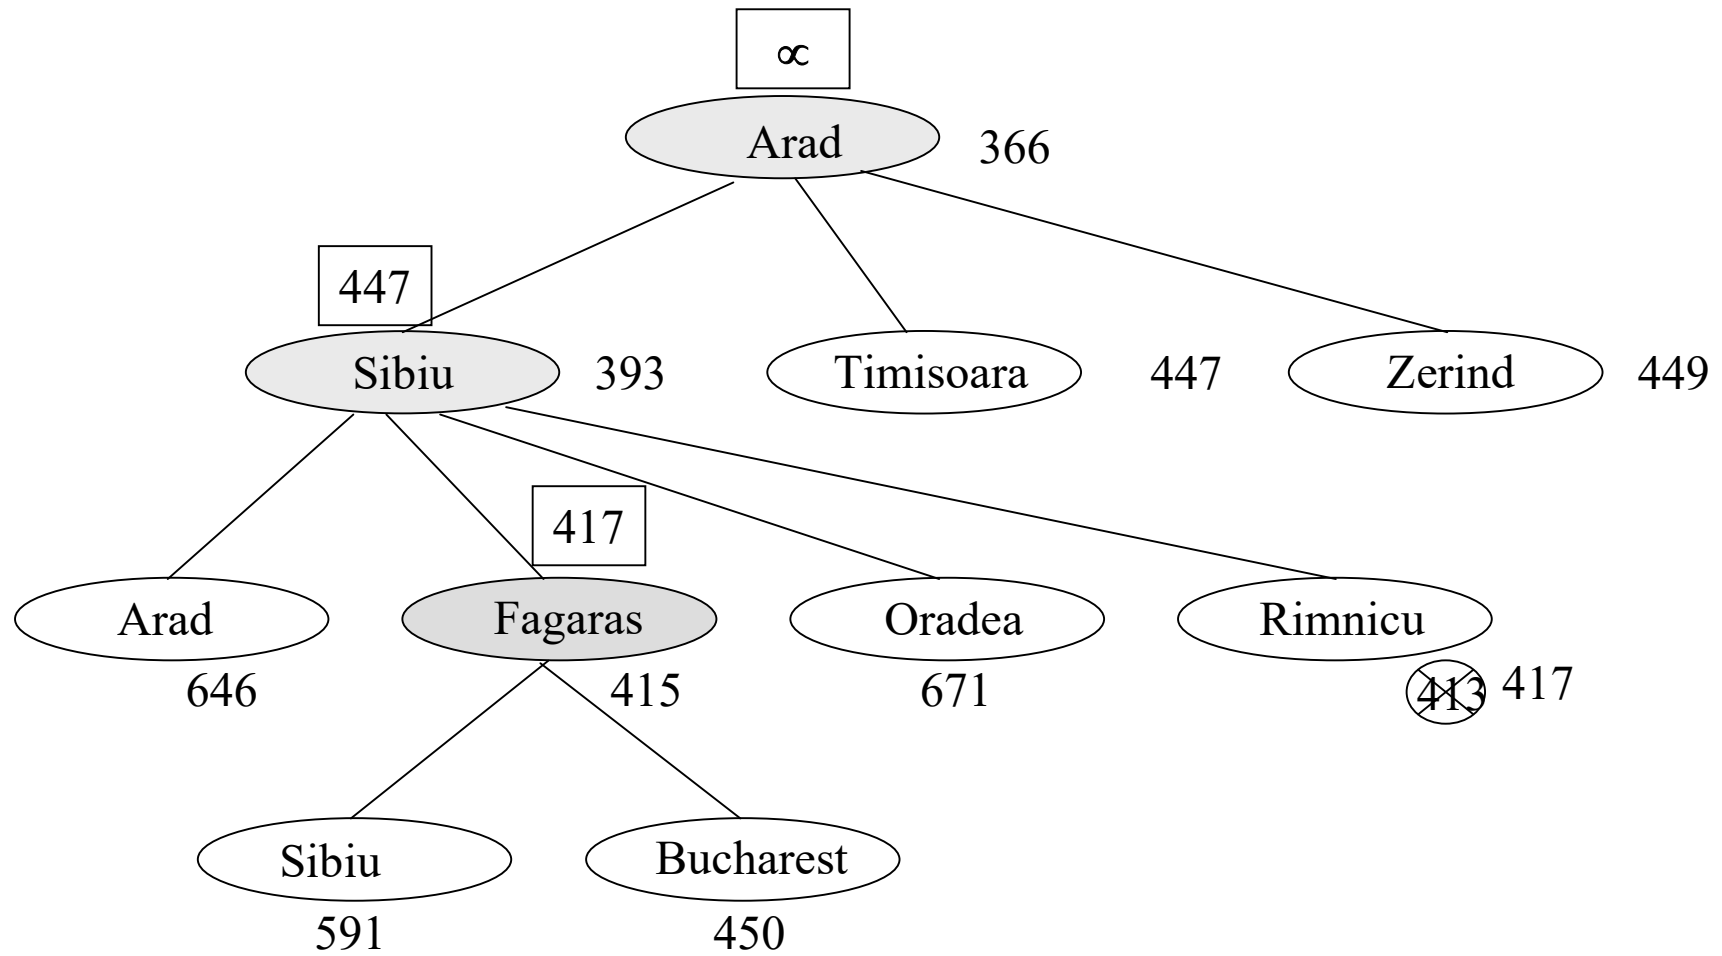 ∝
Arad 366
447
Sibiu 393 Timisoara 447 Zerind 449
417
Arad Fagaras Oradea Rimnicu
646 415 671 413 417
Sibiu Bucharest
591 450